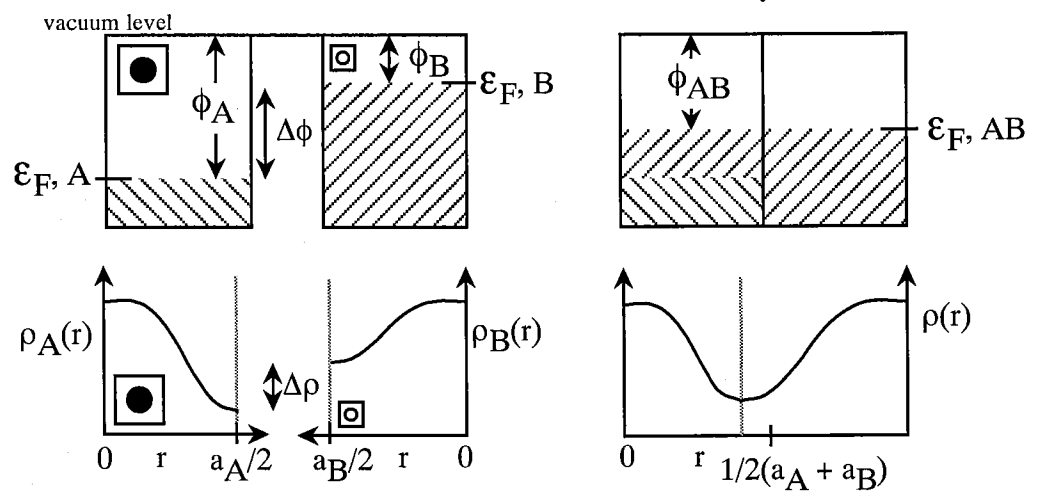 vacuum level
ϕA
Δϕ
ϕB
εF, B
εF, A
ϕAB
εF, AB
ρA(r)
Δρ
ρB(r)
ρ(r)
0 r aA/2
aB/2 r 0
0 r 1/2(aA + aB)